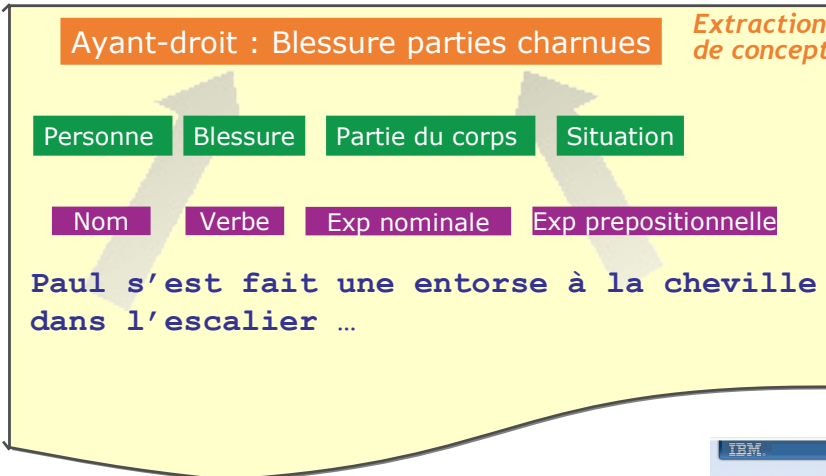 Ayant-droit : Blessure parties charnues
Extraction
de concept
Personne Blessure Partie du corps Situation
Nom Verbe Exp nominale Exp prepositionnelle
Paul s’est fait une entorse à la cheville
dans l’escalier …
IBM.